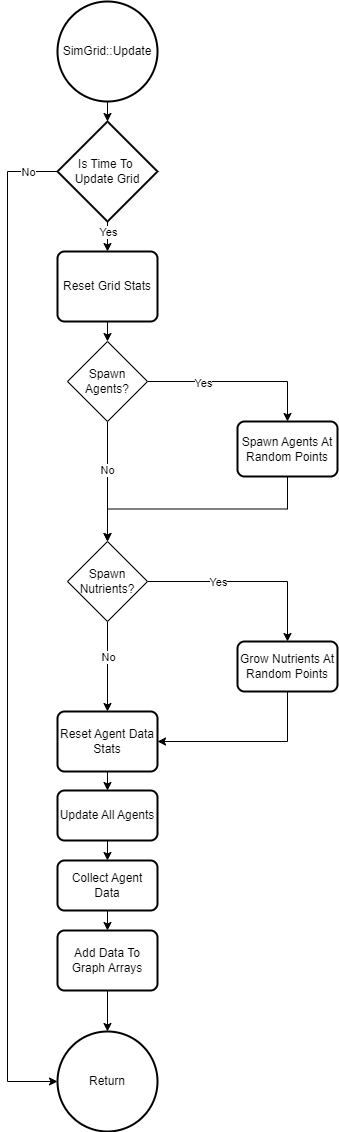 SimGrid::Update
Is Time To
Update Grid
No
Yes
Reset Grid Stats
Spawn
Agents?
Yes
Spawn Agents At
Random Points
No
Spawn
Nutrients?
Yes
Grow Nutrients At
Random Points
No
Reset Agent Data
Stats
Update All Agents
Collect Agent
Data
Add Data To
Graph Arrays
Return